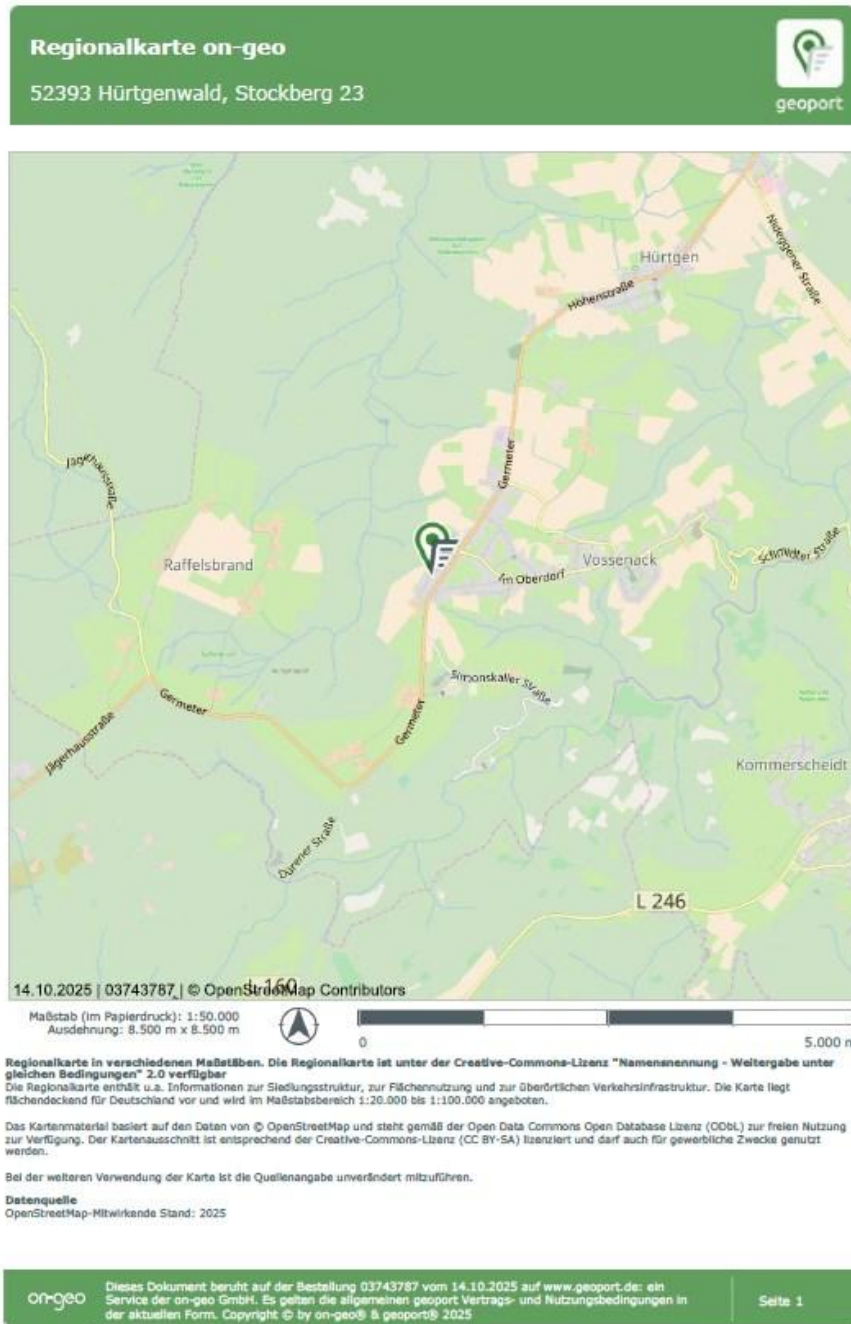 Regionalkarte on-geo
52393 Hürtgenwald, Stockberg 23
geoport
Hürtgen
Höhenstraße
Nideggener Straße
Jägerhausstraße
Germeter
Raffelsbrand
Im Oberdorf
Vossenack
Schmidter Straße
Simonskaller Straße
Germeter
Germeter
Jägerhausstraße
Kommerscheidt
Dürener Straße
L 246
L 160
14.10.2025 | 03743787 | © OpenStreetMap Contributors
Maßstab (im Papierdruck): 1:50.000
Ausdehnung: 8.500 m x 8.500 m
0
5.000 m
Regionalkarte in verschiedenen Maßstäben. Die Regionalkarte ist unter der Creative-Commons-Lizenz "Namensnennung - Weitergabe unter
gleichen Bedingungen" 2.0 verfügbar
Die Regionalkarte enthält u.a. Informationen zur Siedlungsstruktur, zur Flächennutzung und zur überörtlichen Verkehrsinfrastruktur. Die Karte liegt
flächendeckend für Deutschland vor und wird im Maßstabsbereich 1:20.000 bis 1:100.000 angeboten.
Das Kartenmaterial basiert auf den Daten von © OpenStreetMap und steht gemäß der Open Data Commons Open Database Lizenz (ODbL) zur freien Nutzung
zur Verfügung. Der Kartenausschnitt ist entsprechend der Creative-Commons-Lizenz (CC BY-SA) lizenziert und darf auch für gewerbliche Zwecke genutzt
werden.
Bei der weiteren Verwendung der Karte ist die Quellenangabe unverändert mitzuführen.
Datenquelle
OpenStreetMap-Mitwirkende Stand: 2025
on-geo
Dieses Dokument beruht auf der Bestellung 03743787 vom 14.10.2025 auf www.geoport.de: ein
Service der on-geo GmbH. Es gelten die allgemeinen geoport Vertrags- und Nutzungsbedingungen in
der aktuellen Form. Copyright © by on-geo® & geoport® 2025
Seite 1